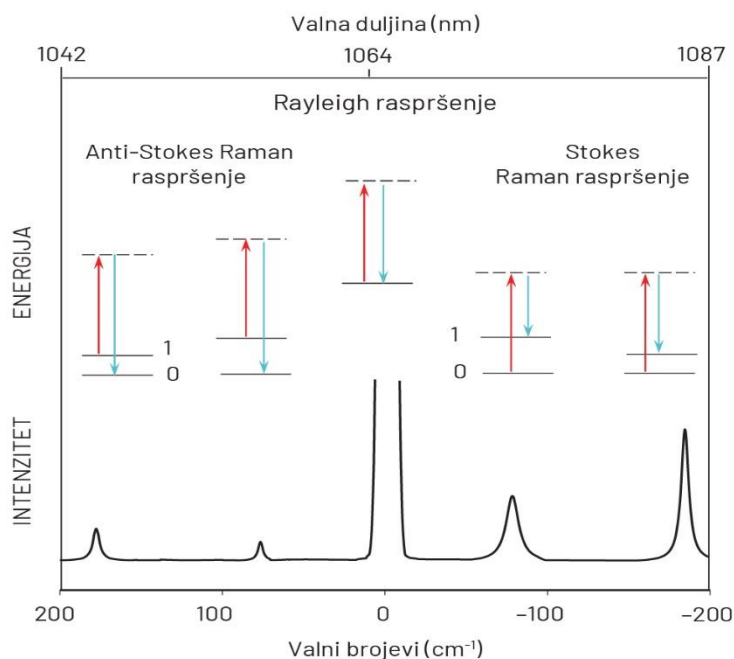 Valna duljina (nm)
1042 1064 1087
Rayleigh raspršenje
Anti-Stokes Raman
raspršenje
Stokes
Raman raspršenje
ENERGIJA
1
0
1
0
INTENZITET
200 100 0 -100 -200
Valni brojevi (cm⁻¹)